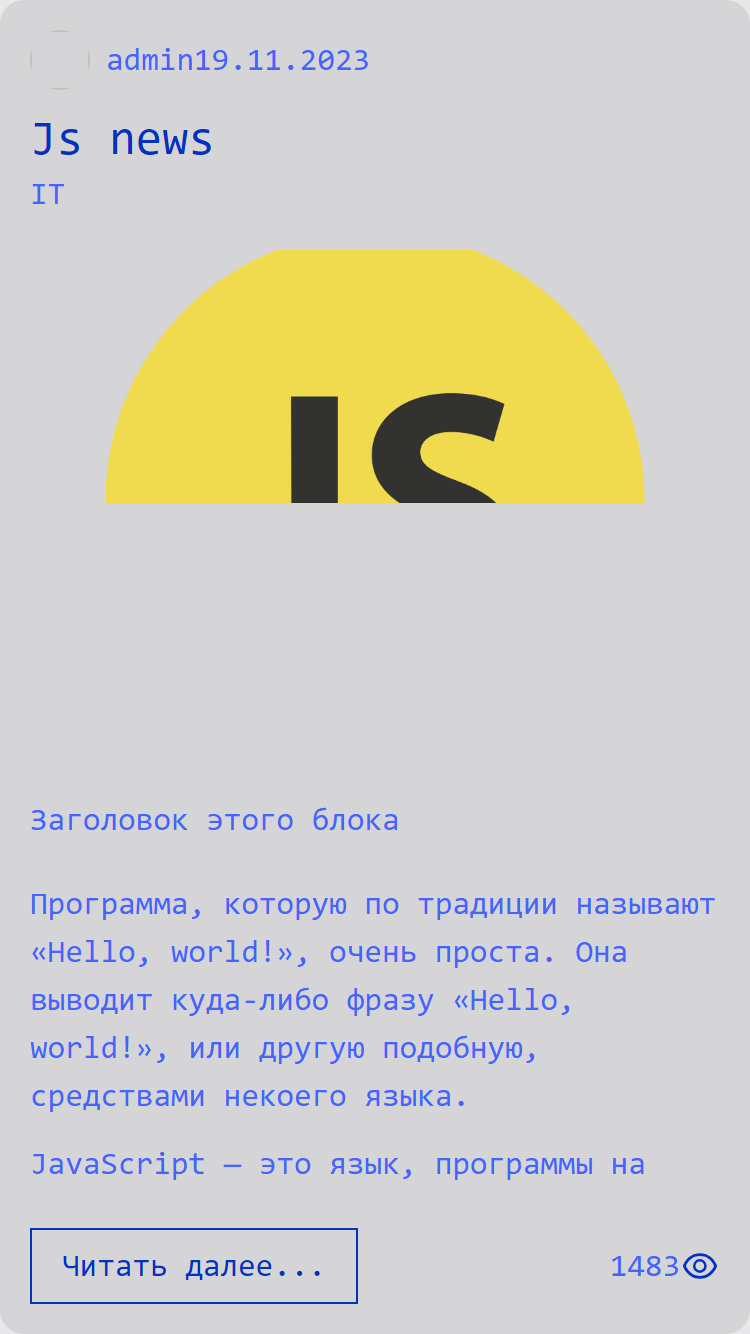 admin19.11.2023
Js news
IT
JS
Заголовок этого блока
Программа, которую по традиции называют
«Hello, world!», очень проста. Она
выводит куда-либо фразу «Hello,
world!», или другую подобную,
средствами некоего языка.
JavaScript — это язык, программы на
Читать далее...
1483